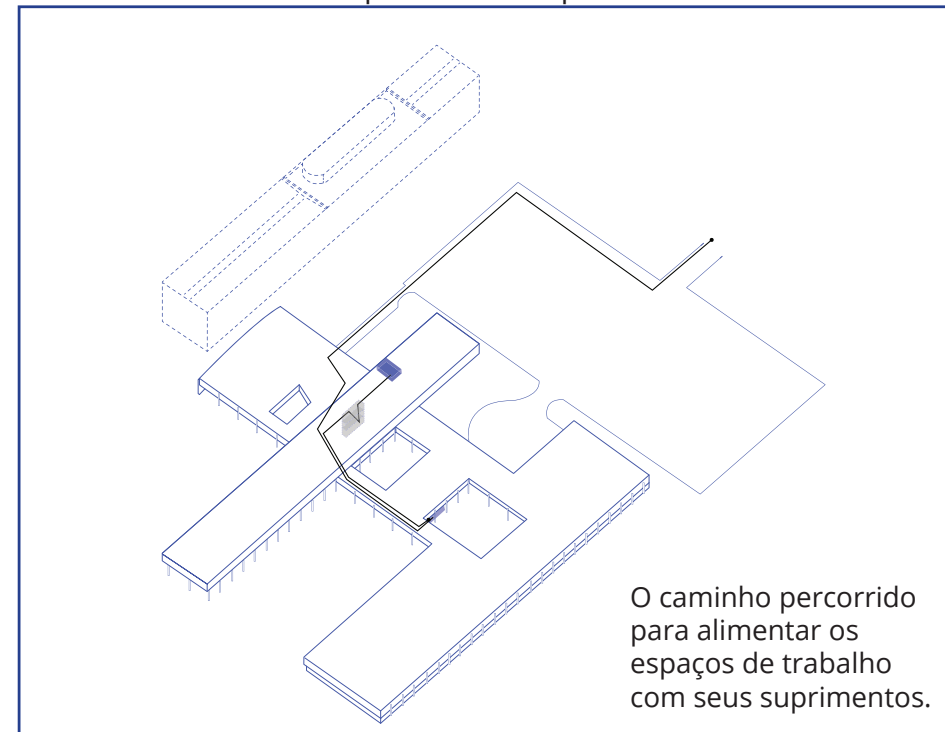 O caminho percorrido
para alimentar os
espaços de trabalho
com seus suprimentos.